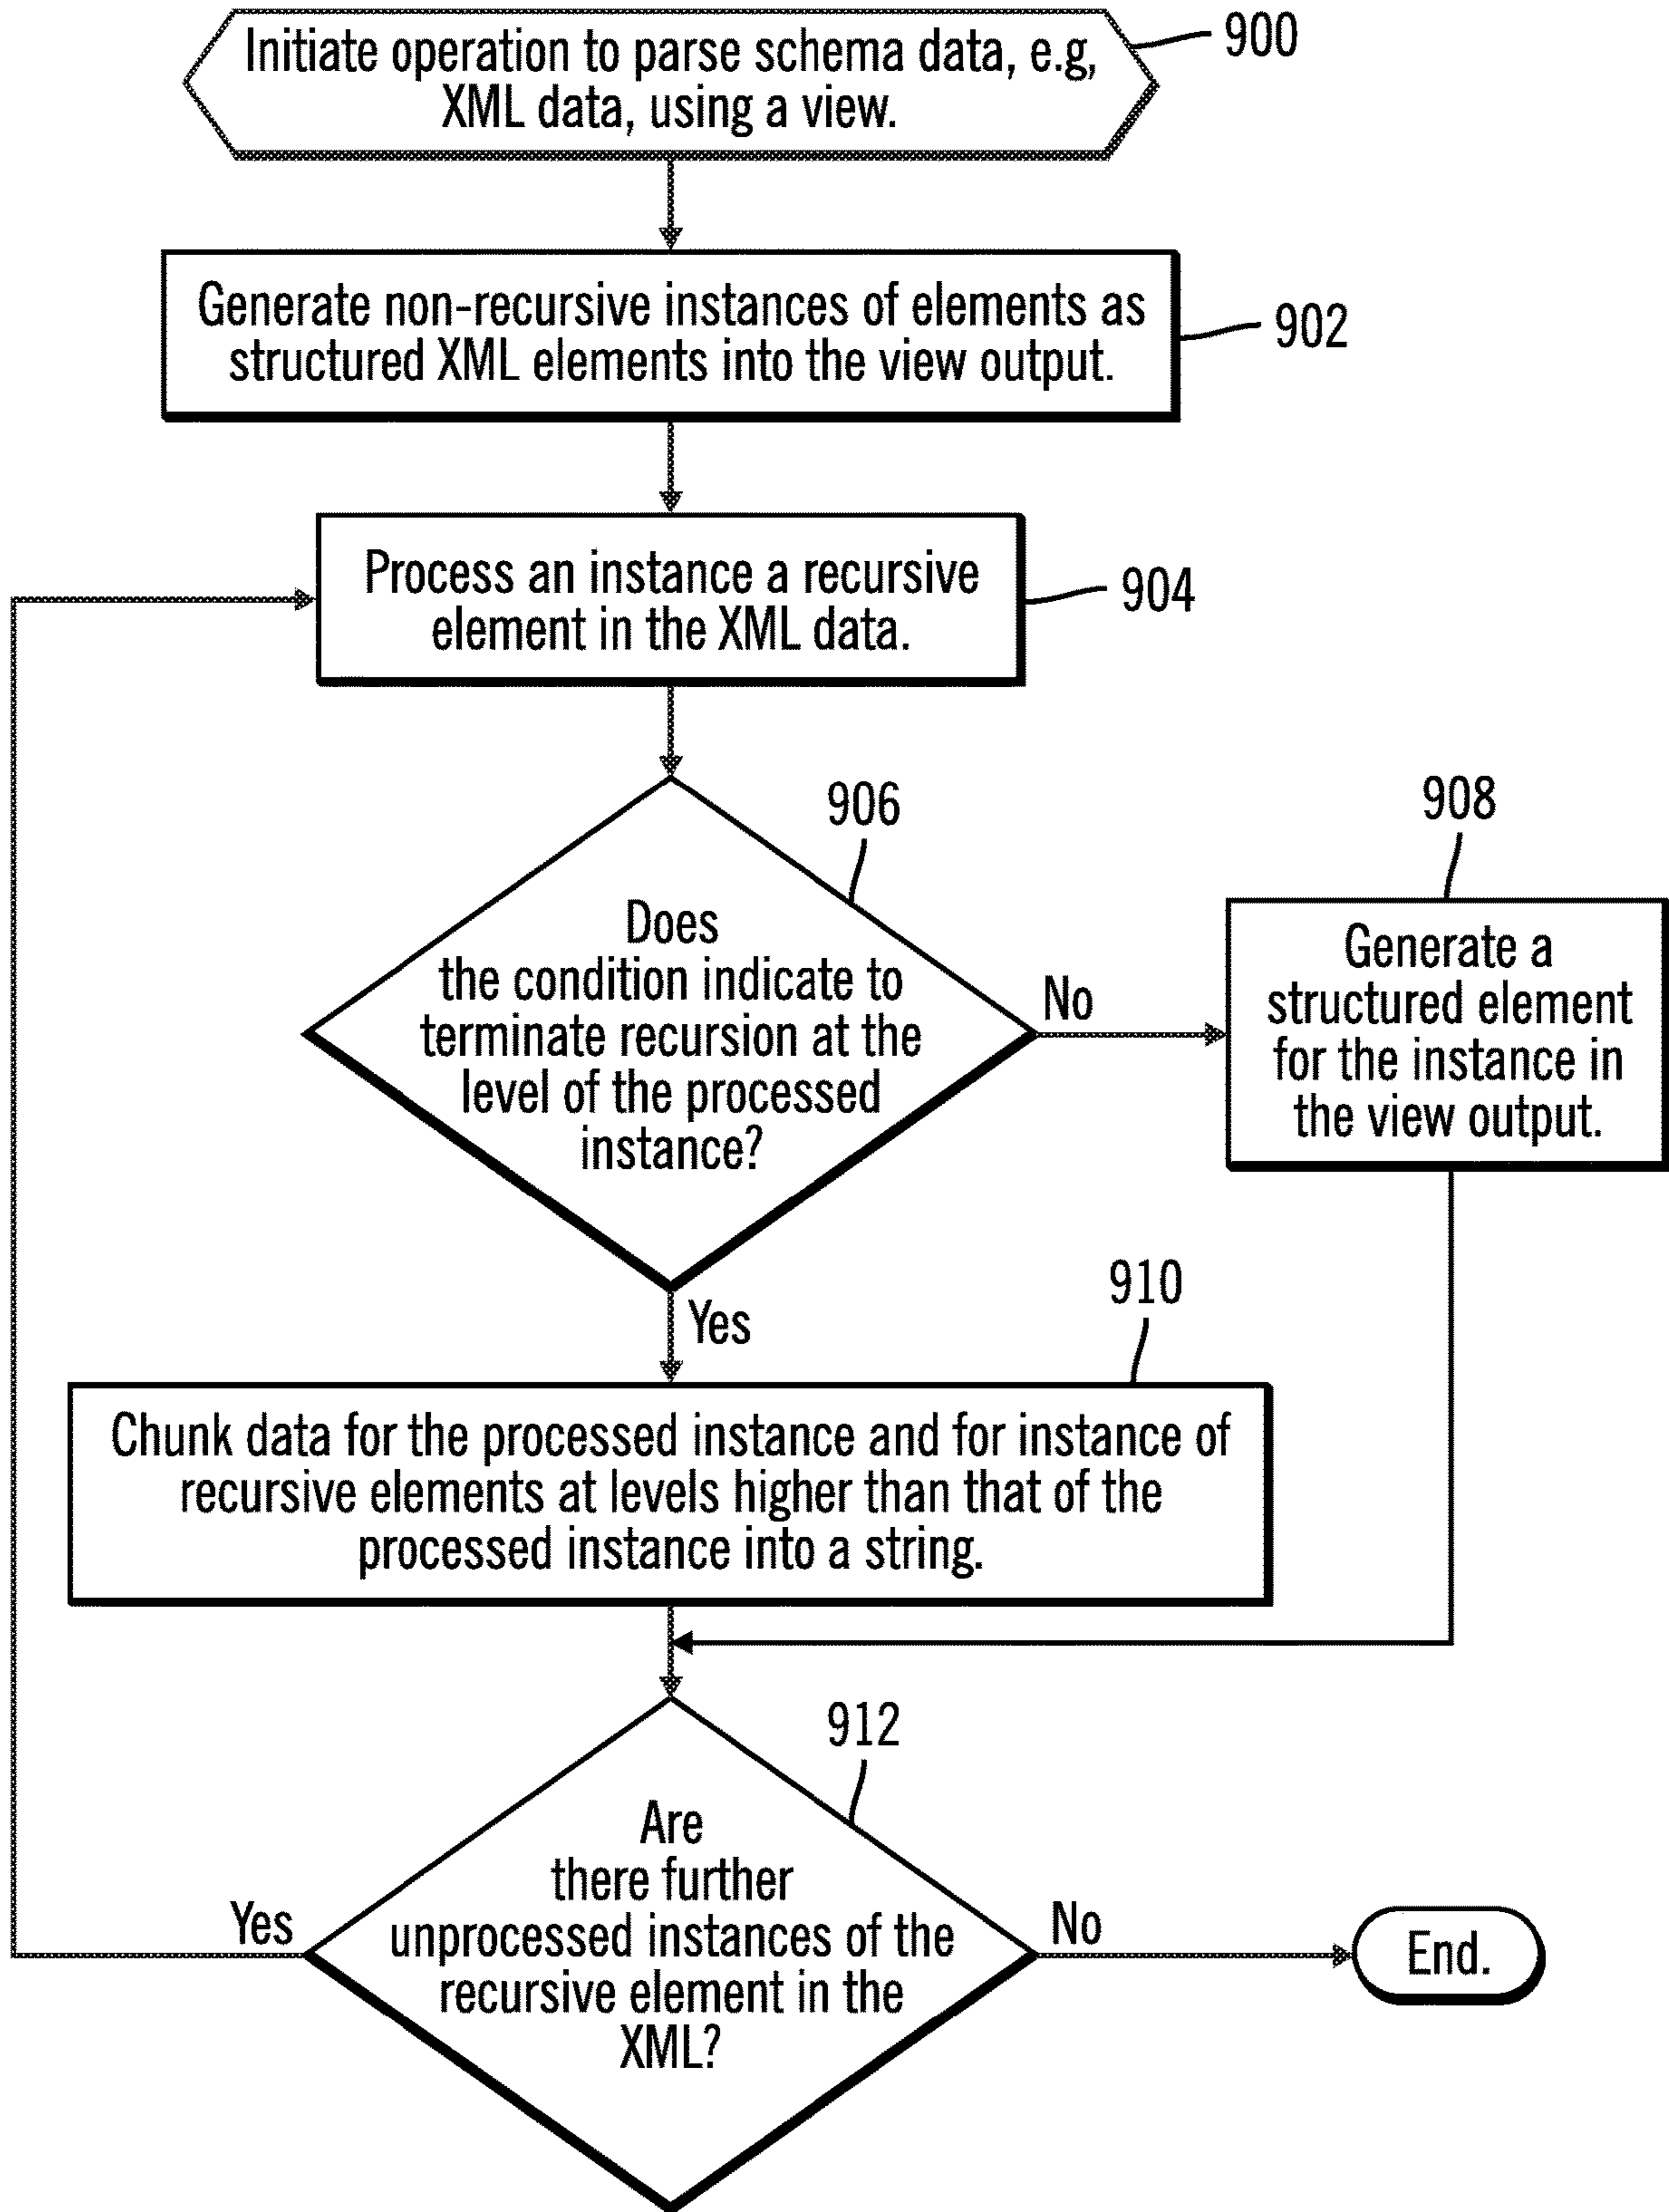 Initiate operation to parse schema data, e.g,
XML data, using a view.
900
Generate non-recursive instances of elements as
structured XML elements into the view output.
902
Process an instance a recursive
element in the XML data.
904
906
Does
the condition indicate to
terminate recursion at the
level of the processed
instance?
No
908
Generate a
structured element
for the instance in
the view output.
Yes
910
Chunk data for the processed instance and for instance of
recursive elements at levels higher than that of the
processed instance into a string.
912
Are
there further
unprocessed instances of the
recursive element in the
XML?
Yes
No
End.